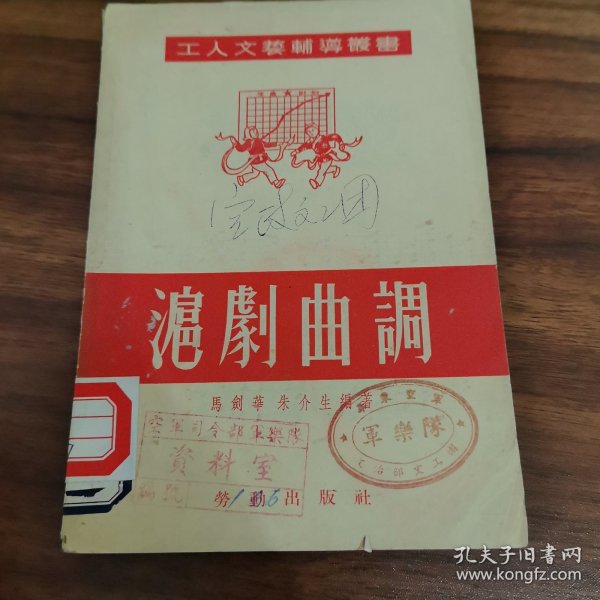 工人文藝輔導叢書
滬劇曲調
馬劍華 朱介生編著
軍樂隊
司令部軍樂隊
資料室
勞動出版社
孔夫子旧书网
www.kongfz.com